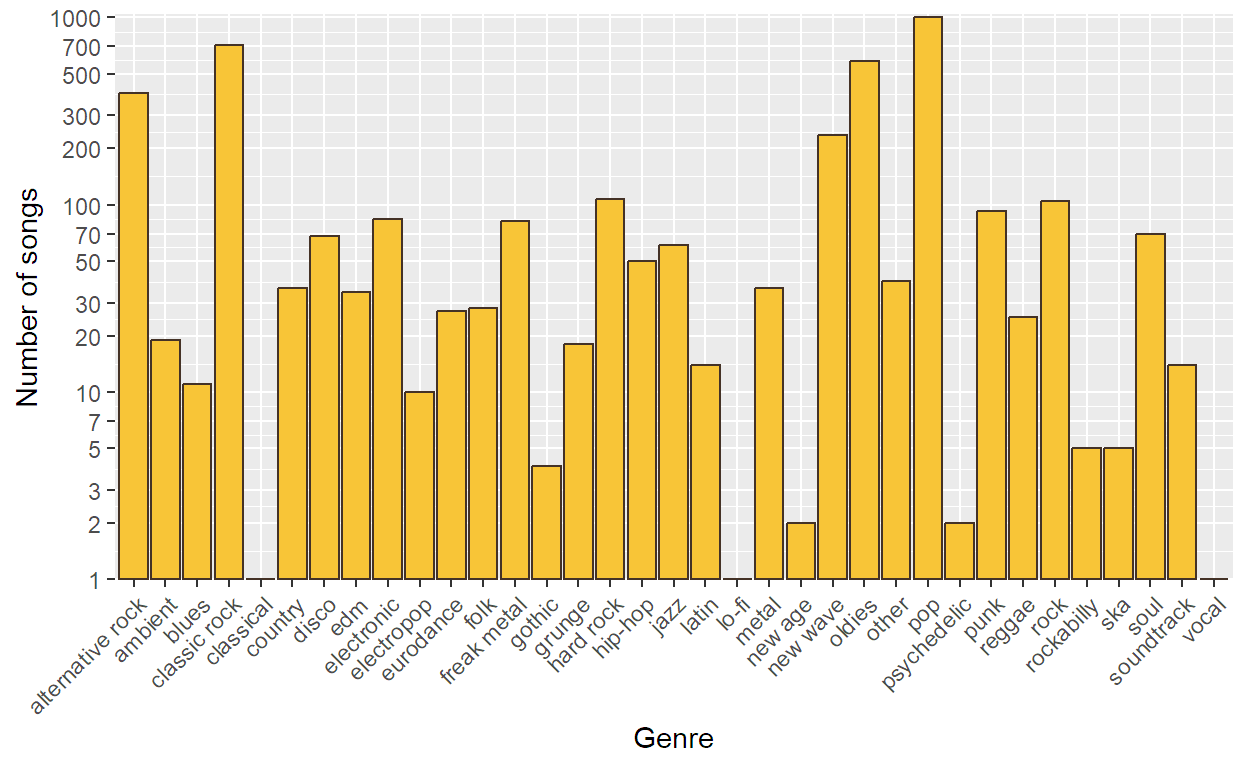 1000
700
500
300
200
100
70
50
30
20
10
7
5
3
2
1
Number of songs
alternative rock
ambient
blues
classic rock
classical
country
disco
edm
electronic
electropop
eurodance
folk
freak metal
gothic
grunge
hard rock
hip-hop
jazz
latin
lo-fi
metal
new age
new wave
oldies
other
pop
psychedelic
punk
reggae
rock
rockabilly
ska
soul
soundtrack
vocal
Genre